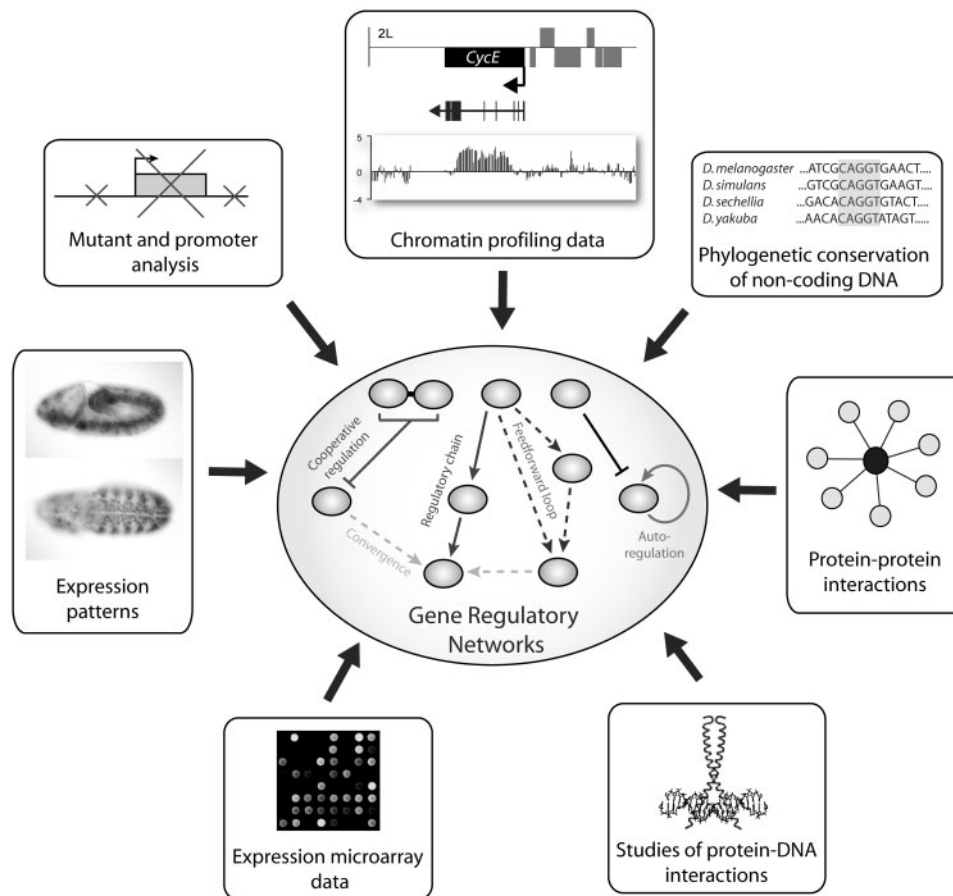 2L
CycE
5
0
-4
Chromatin profiling data
Mutant and promoter
analysis
D. melanogaster ...ATCGCAGGTGAACT....
D. simulans ...GTCGCAGGTGAAGT....
D. sechellia ...GACACAGGTGTACT.....
D. yakuba ...AACACAGGTATAGT.....
Phylogenetic conservation
of non-coding DNA
Expression
patterns
Cooperative
regulation
Regulatory chain
Feedforward loop
Convergence
Auto-
regulation
Gene Regulatory
Networks
Protein-protein
interactions
Expression microarray
data
Studies of protein-DNA
interactions